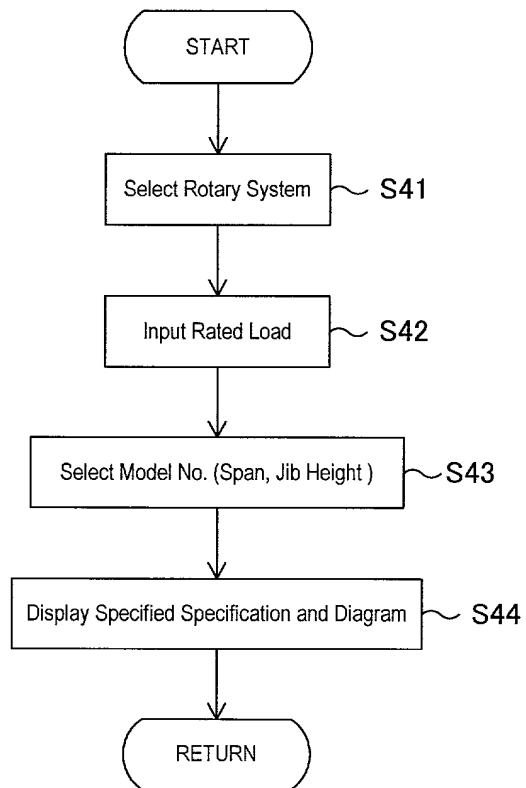 START
Select Rotary System S41
Input Rated Load S42
Select Model No. (Span, Jib Height ) S43
Display Specified Specification and Diagram S44
RETURN